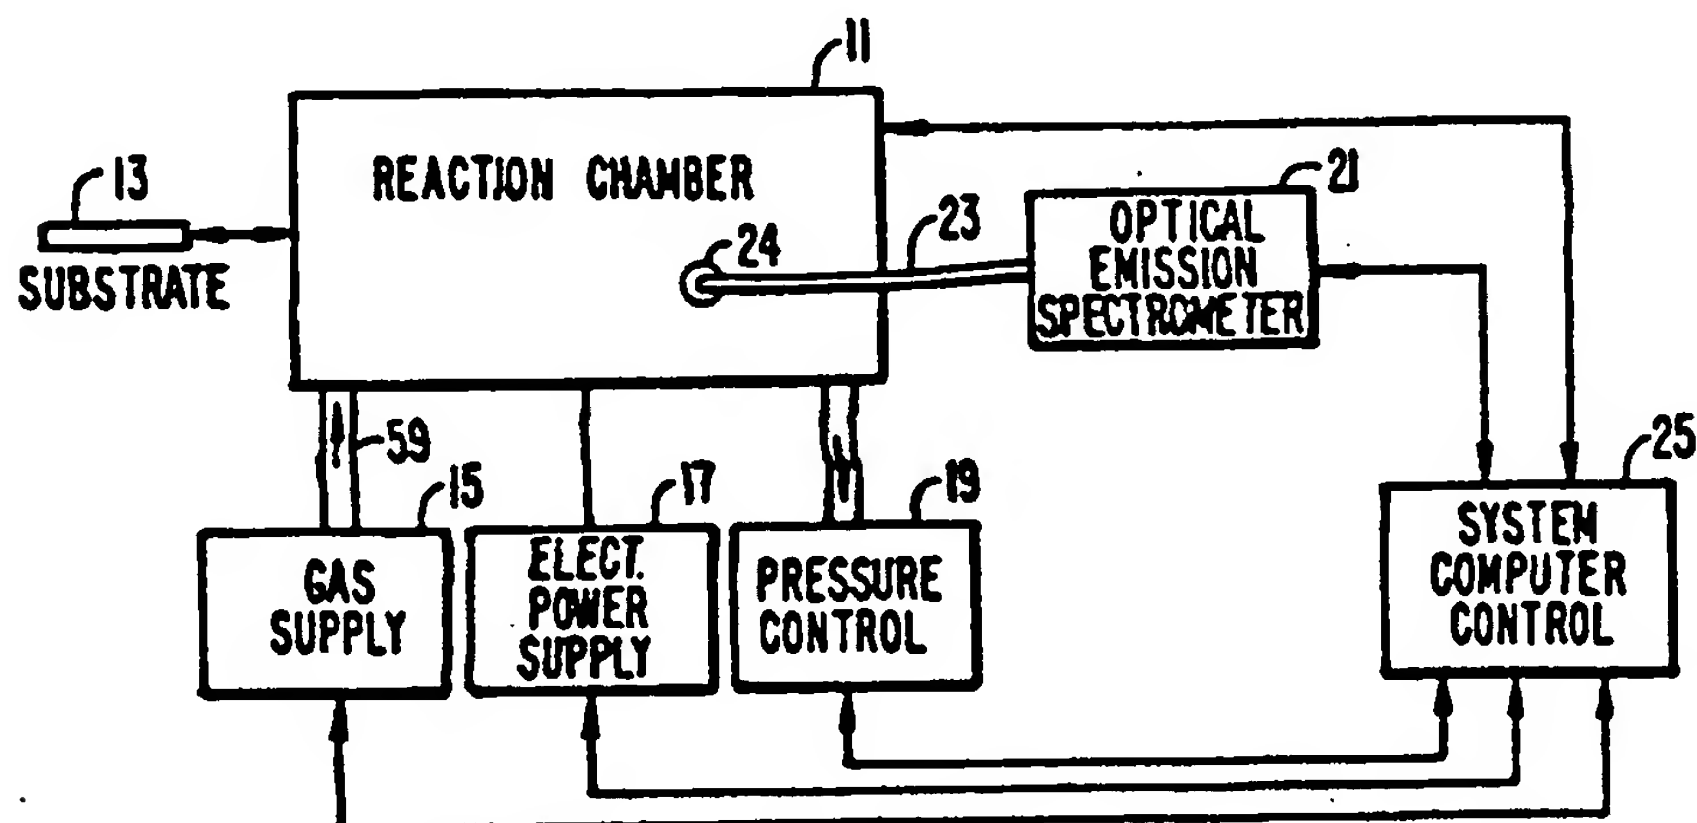 11
REACTION CHAMBER
13
SUBSTRATE
24
23
21
OPTICAL
EMISSION
SPECTROMETER
59
15
GAS
SUPPLY
17
ELECT.
POWER
SUPPLY
19
PRESSURE
CONTROL
25
SYSTEM
COMPUTER
CONTROL